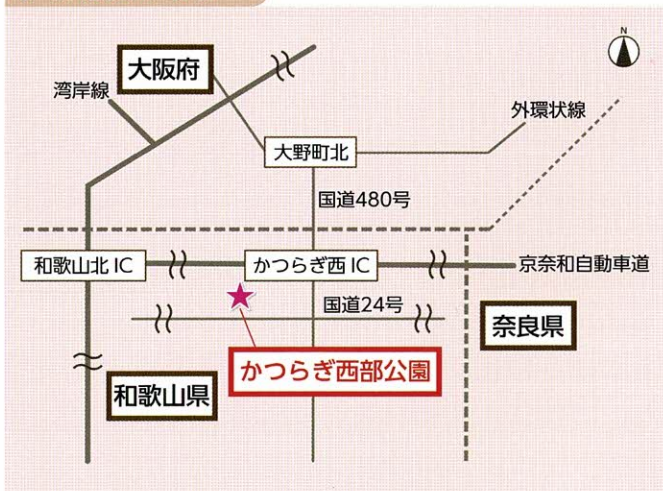 N
大阪府
湾岸線
外環状線
大野町北
国道480号
和歌山北 IC
かつらぎ西 IC
京奈和自動車道
国道24号
奈良県
かつらぎ西部公園
和歌山県